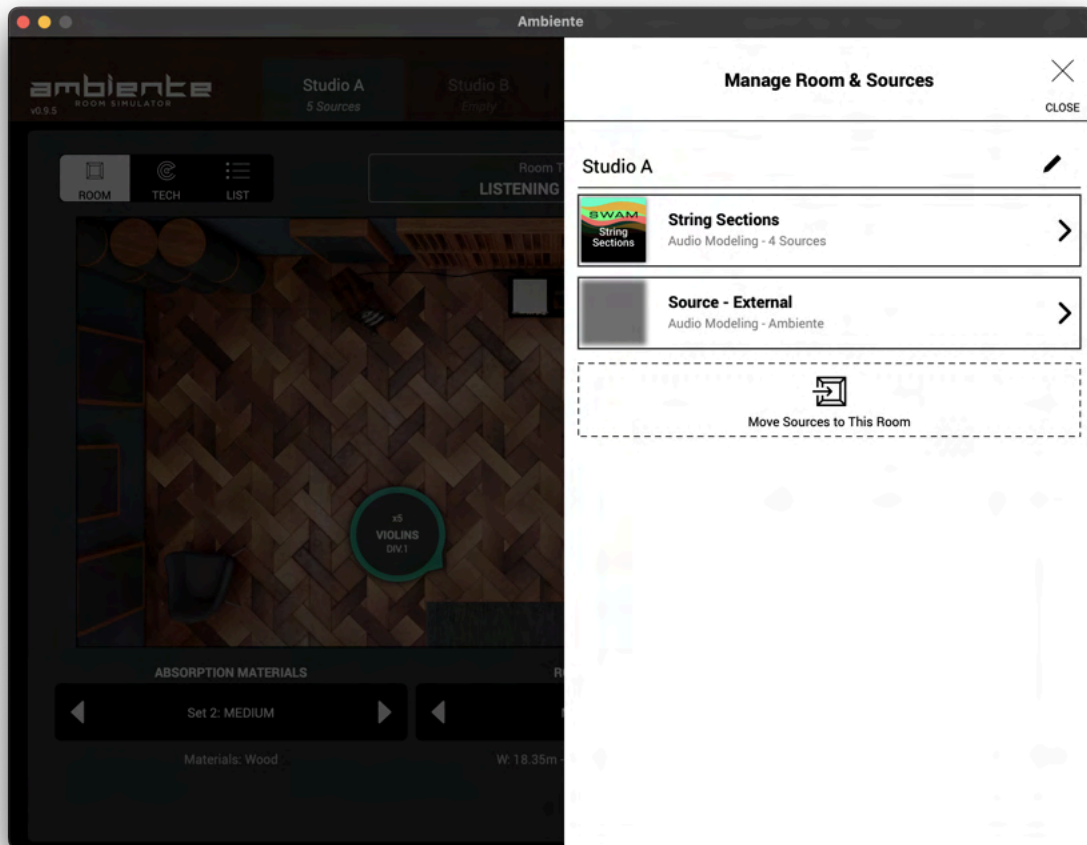 Ambiente
ambiente
ROOM SIMULATOR
v0.9.5
Studio A
5 Sources
Studio B
Empty
ROOM
TECH
LIST
Room T
LISTENING
x5
VIOLINS
DIV.1
ABSORPTION MATERIALS
Set 2: MEDIUM
Materials: Wood
W: 18.35m -
Manage Room & Sources
CLOSE
Studio A
SWAM
String
Sections
String Sections
Audio Modeling - 4 Sources
Source - External
Audio Modeling - Ambiente
Move Sources to This Room